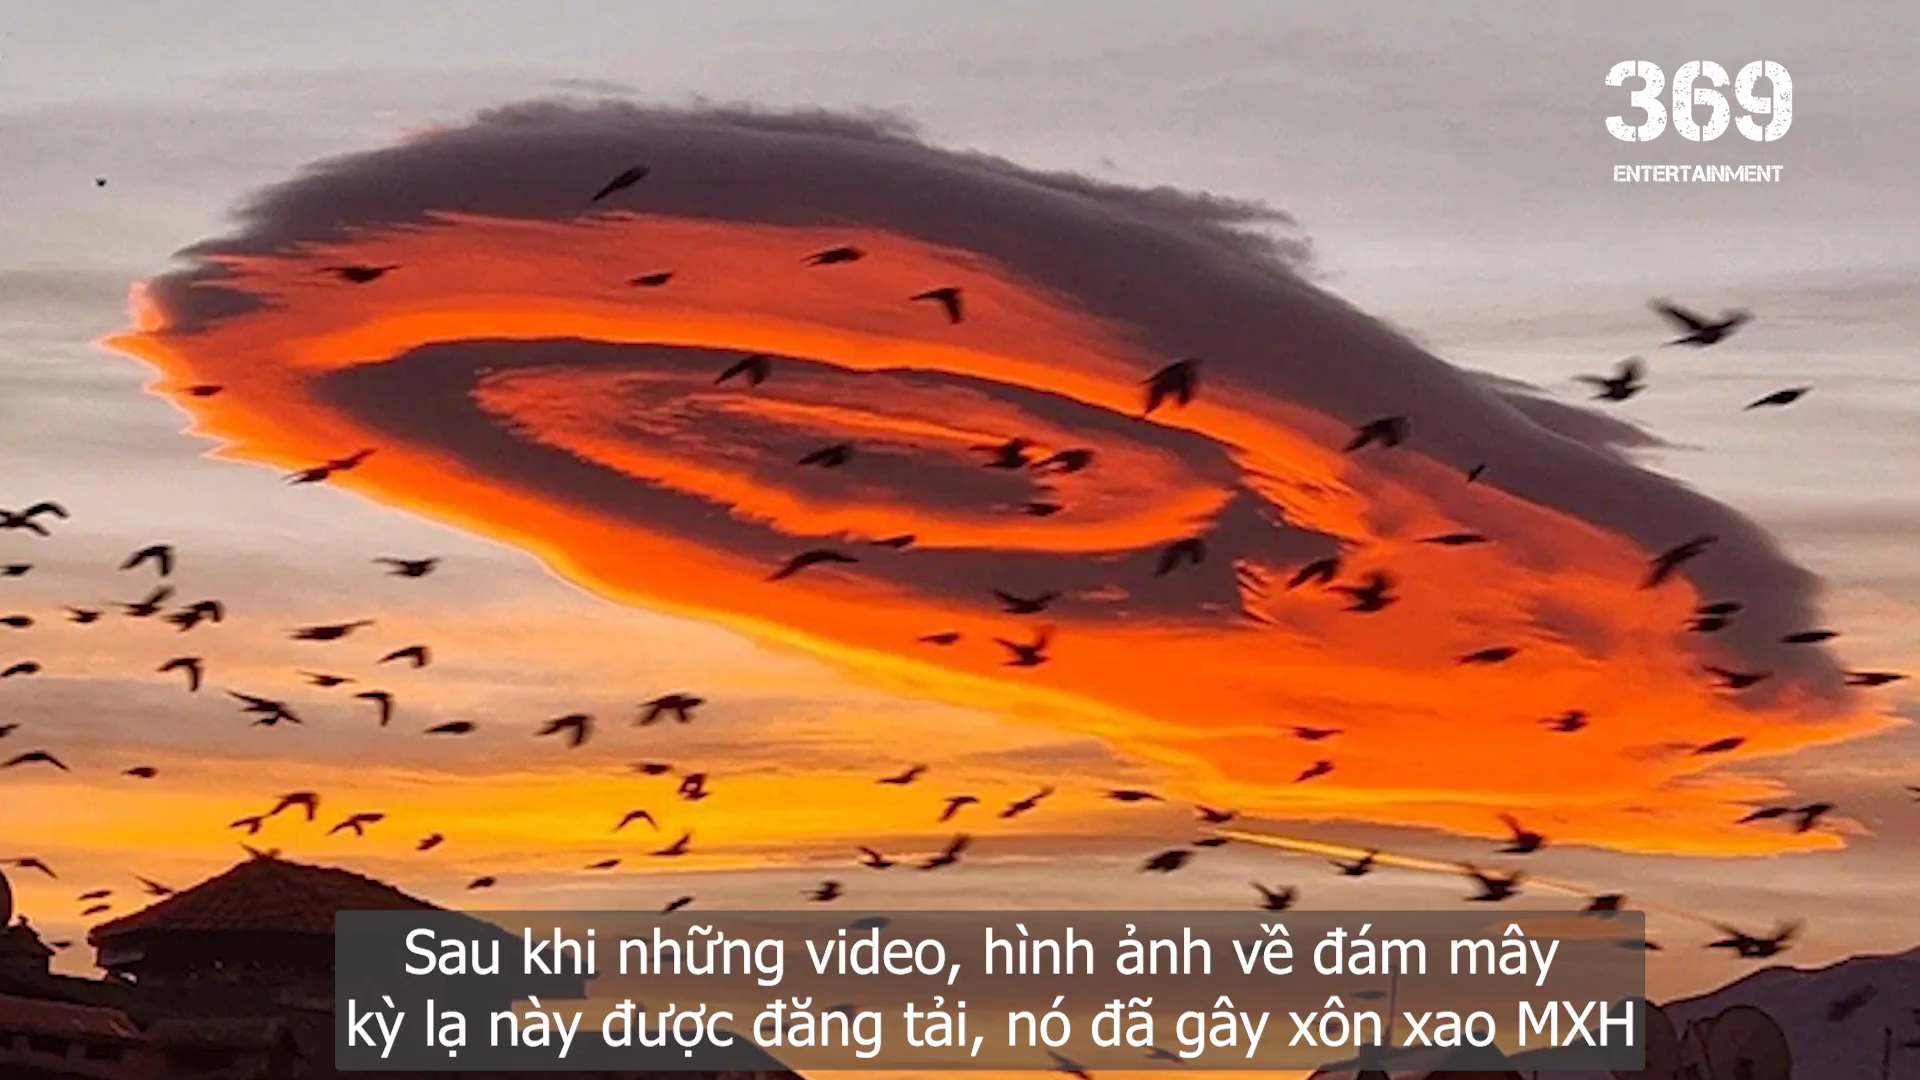 369
ENTERTAINMENT
Sau khi những video, hình ảnh về đám mây
kỳ lạ này được đăng tải, nó đã gây xôn xao MXH